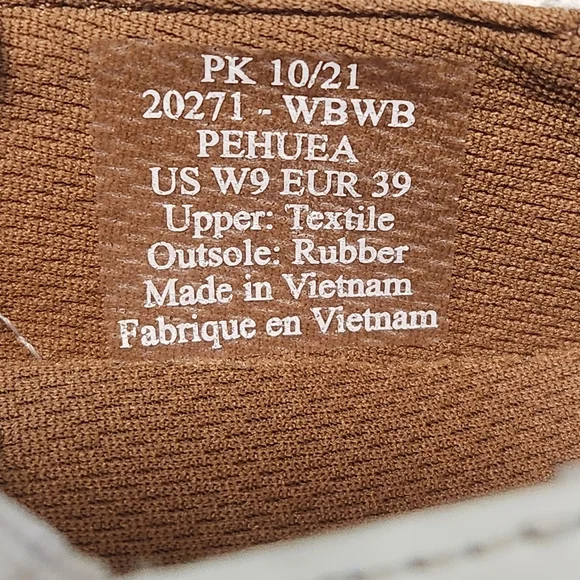 PK 10/21
20271 - WBWB
PEHUEA
US W9 EUR 39
Upper: Textile
Outsole: Rubber
Made in Vietnam
Fabrique en Vietnam